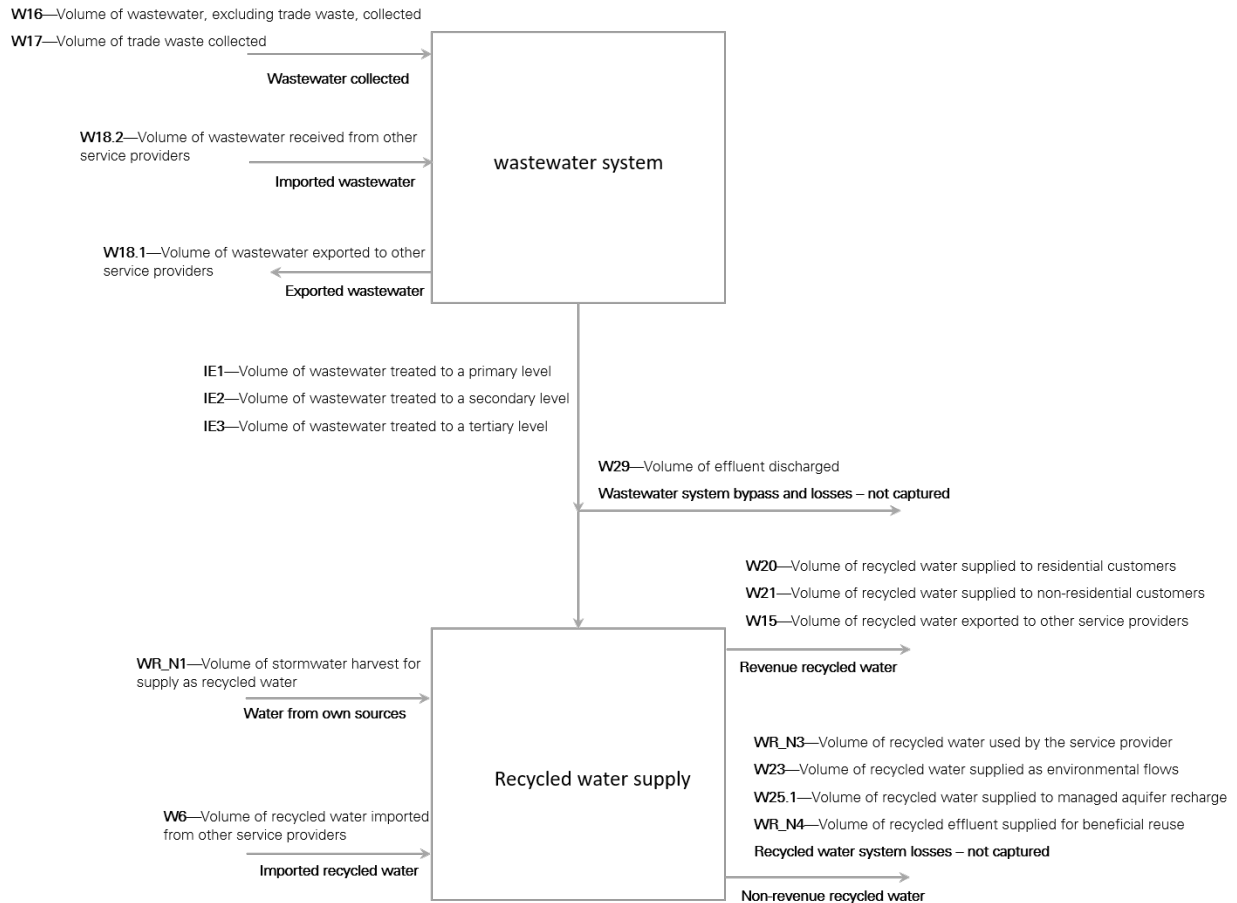 W16—Volume of wastewater, excluding trade waste, collected
W17—Volume of trade waste collected
Wastewater collected
W18.2—Volume of wastewater received from other
service providers
Imported wastewater
wastewater system
W18.1—Volume of wastewater exported to other
service providers
Exported wastewater
IE1—Volume of wastewater treated to a primary level
IE2—Volume of wastewater treated to a secondary level
IE3—Volume of wastewater treated to a tertiary level
W29—Volume of effluent discharged
Wastewater system bypass and losses – not captured
W20—Volume of recycled water supplied to residential customers
W21—Volume of recycled water supplied to non-residential customers
W15—Volume of recycled water exported to other service providers
Revenue recycled water
WR_N1—Volume of stormwater harvest for
supply as recycled water
Water from own sources
Recycled water supply
W6—Volume of recycled water imported
from other service providers
Imported recycled water
WR_N3—Volume of recycled water used by the service provider
W23—Volume of recycled water supplied as environmental flows
W25.1—Volume of recycled water supplied to managed aquifer recharge
WR_N4—Volume of recycled effluent supplied for beneficial reuse
Recycled water system losses – not captured
Non-revenue recycled water